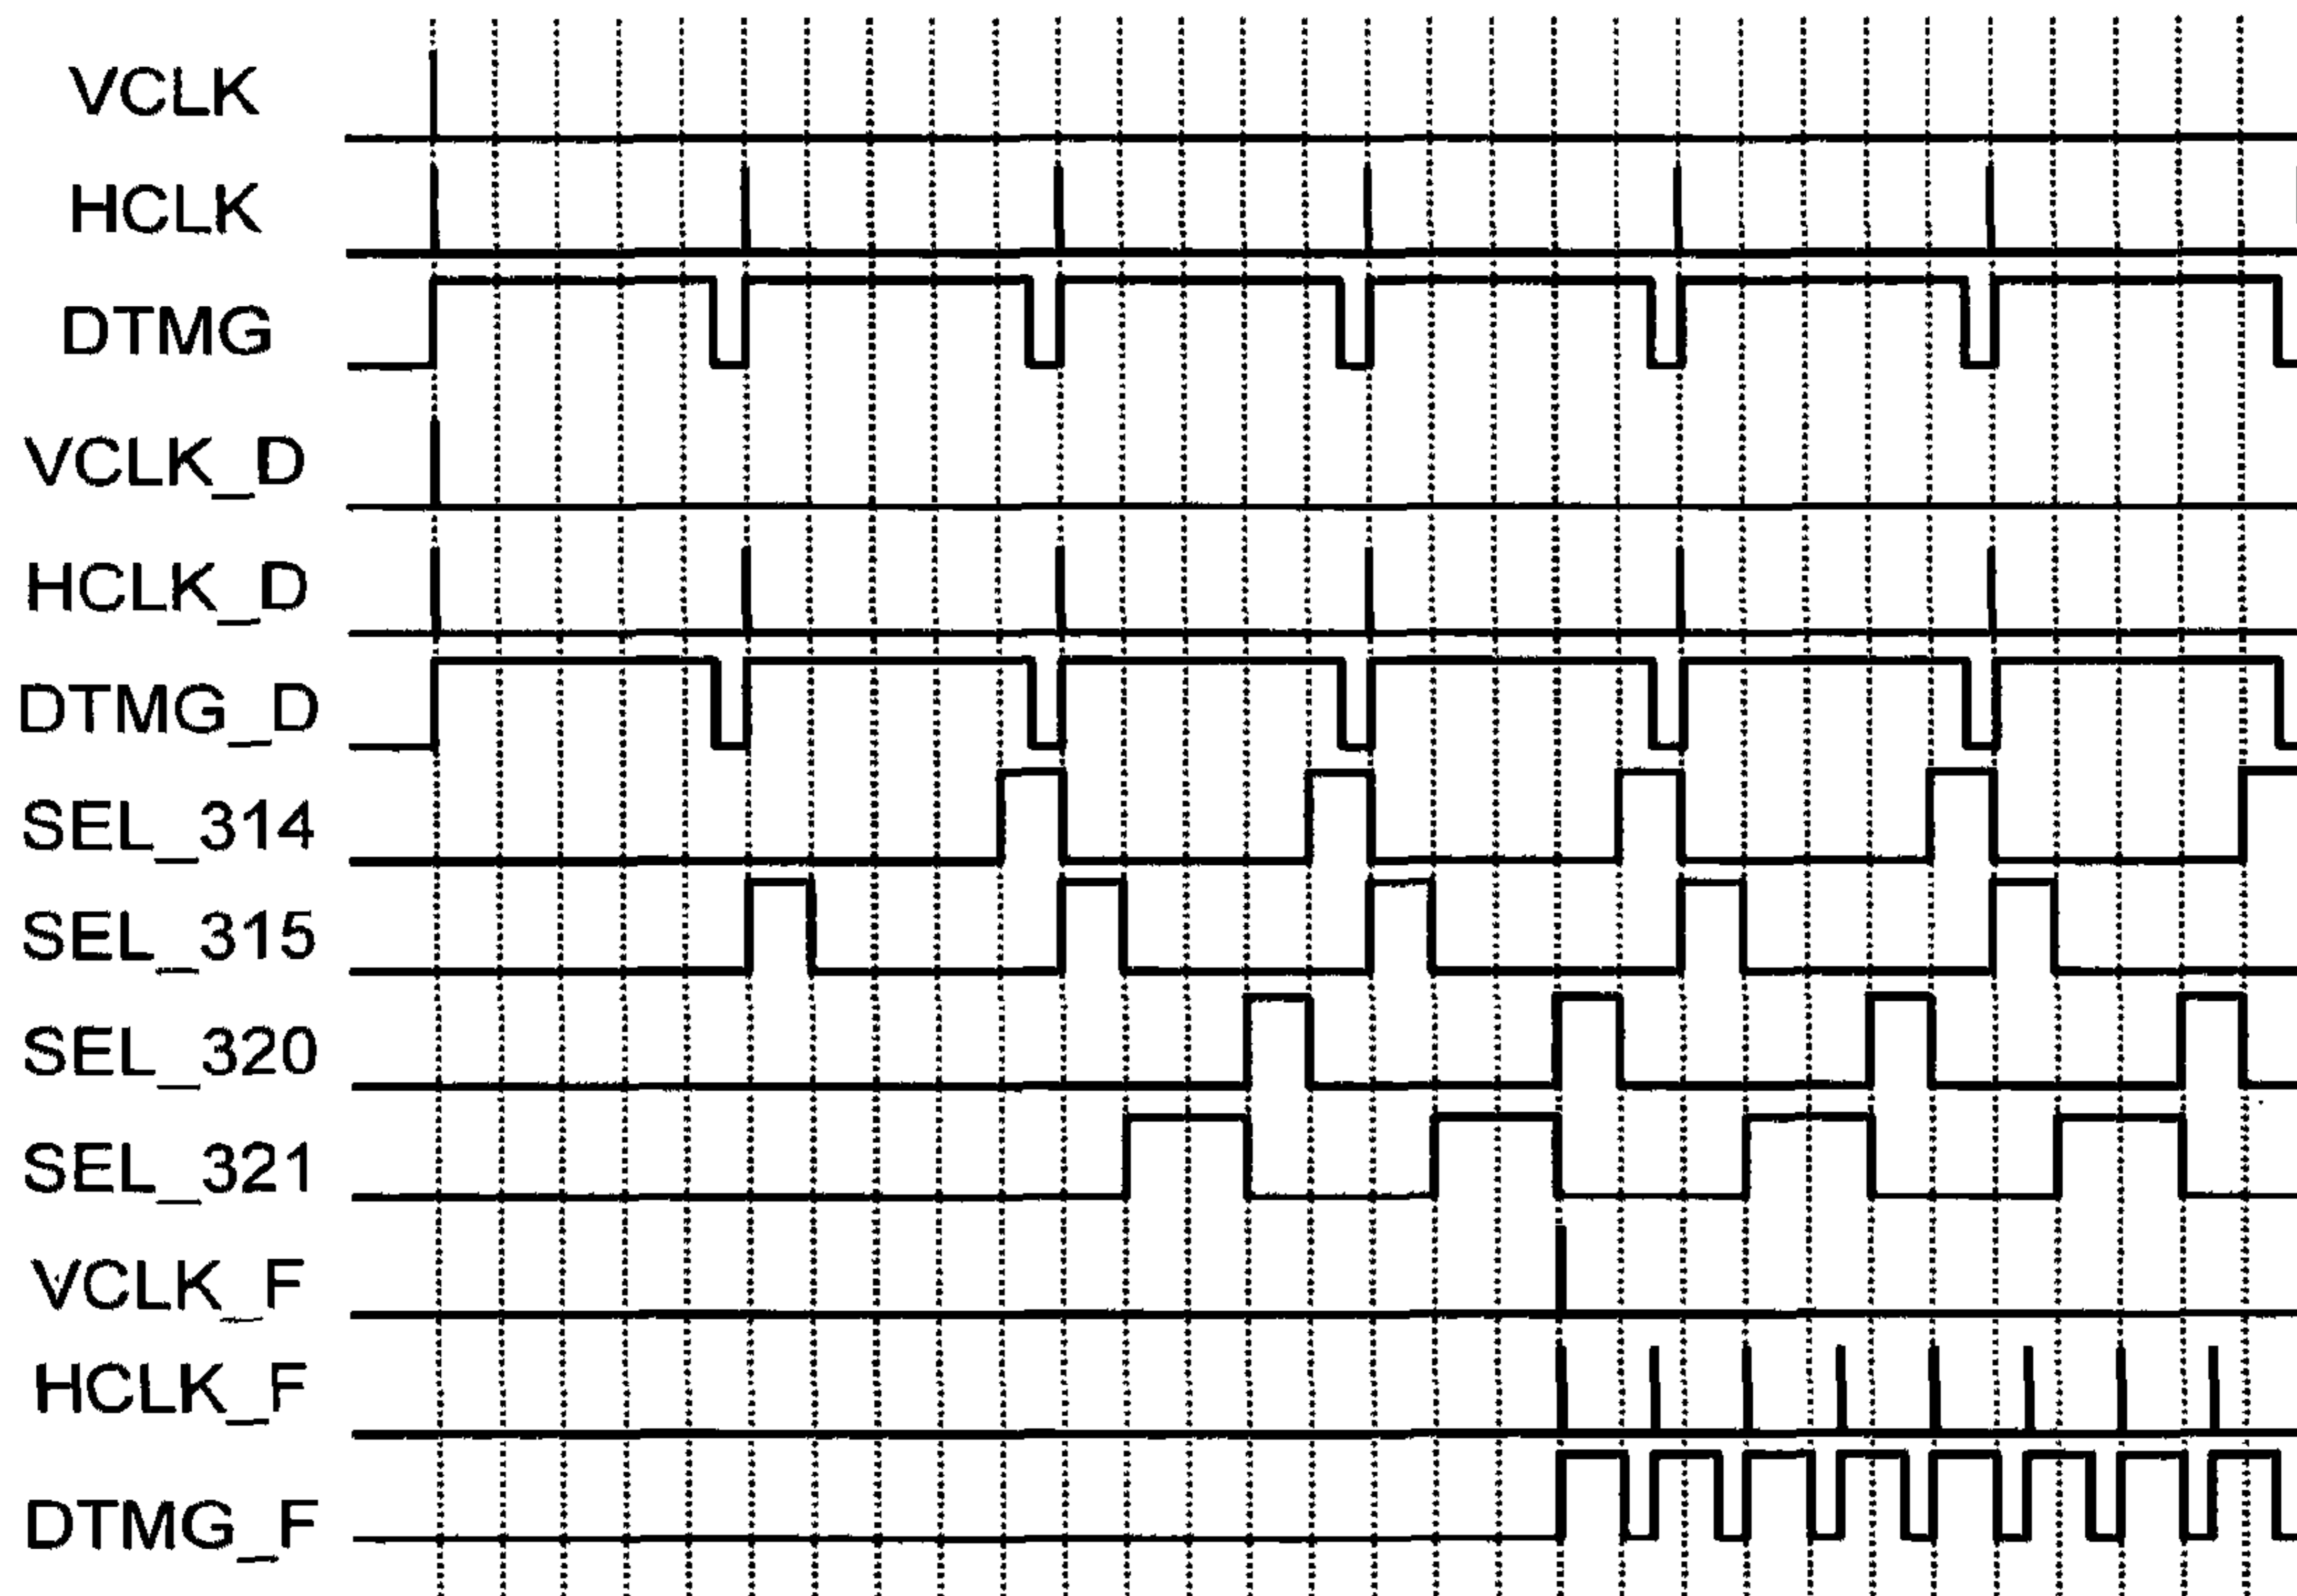 VCLK
HCLK
DTMG
VCLK_D
HCLK_D
DTMG_D
SEL_314
SEL_315
SEL_320
SEL_321
VCLK_F
HCLK_F
DTMG_F